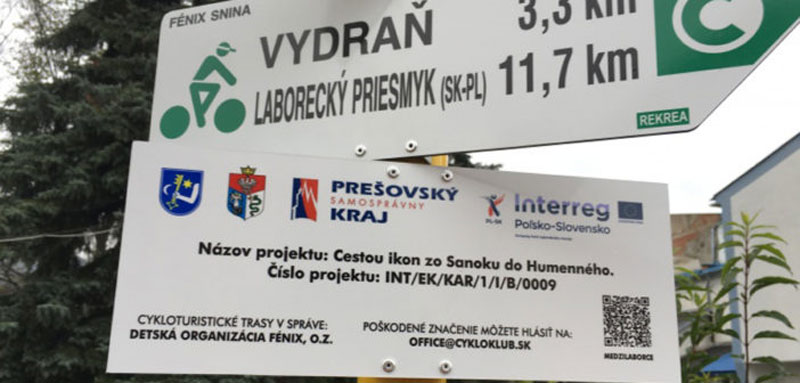 FÉNIX SNINA
VYDRAŇ 3,3 km
LABORECKÝ PRIESMYK (SK-PL) 11,7 km
C
REKREA
PREŠOVSKÝ
SAMOSPRÁVNY
KRAJ
PL-SK
Interreg
Poľsko-Slovensko
Názov projektu: Cestou ikon zo Sanoku do Humenného.
Číslo projektu: INT/EK/KAR/1/I/B/0009
CYKLOTURISTICKÉ TRASY V SPRÁVE:
DETSKÁ ORGANIZÁCIA FÉNIX, O.Z.
POŠKODENÉ ZNAČENIE MÔŽETE HLÁSIŤ NA:
OFFICE@CYKLOKLUB.SK
MEDZILABORCE